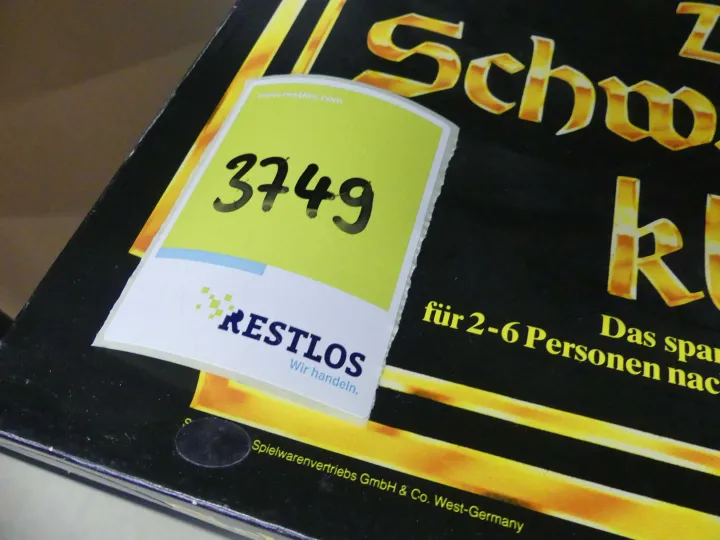 Schw
kl
Das span
für 2-6 Personen nac
www.restlos.com
3749
RESTLOS
Wir handeln.
Spielwarenvertriebs GmbH & Co. West-Germany